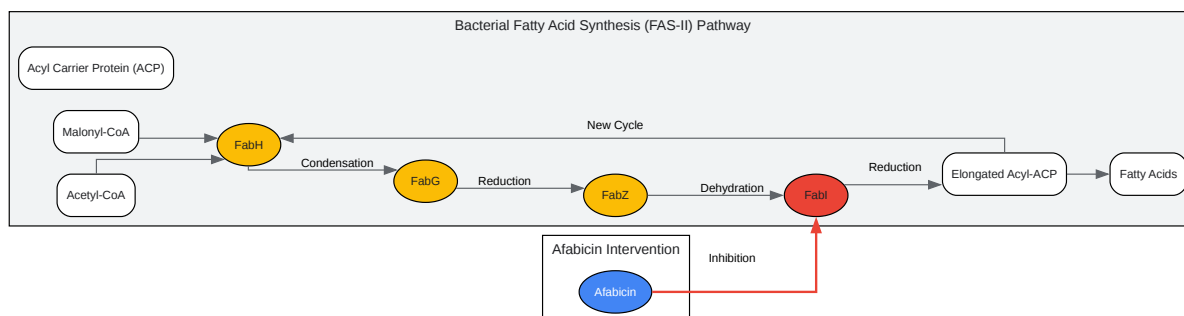 Bacterial Fatty Acid Synthesis (FAS-II) Pathway
Acyl Carrier Protein (ACP)
Malonyl-CoA
New Cycle
FabH
Condensation
Reduction
Acetyl-CoA
FabG
Reduction
FabZ
Dehydration
FabI
Elongated Acyl-ACP
Fatty Acids
Afabicin Intervention
Inhibition
Afabicin